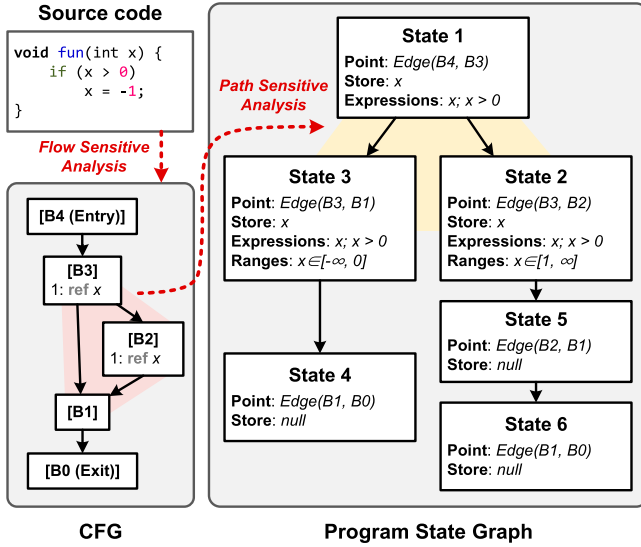 Source code
void fun(int x) {
if (x > 0)
x = -1;
}
Flow Sensitive
Analysis
Path Sensitive
Analysis
[B4 (Entry)]
[B3]
1: ref x
[B2]
1: ref x
[B1]
[B0 (Exit)]
CFG
State 1
Point: Edge(B4, B3)
Store: x
Expressions: x; x > 0
State 3
Point: Edge(B3, B1)
Store: x
Expressions: x; x > 0
Ranges: x∈[-∞, 0]
State 2
Point: Edge(B3, B2)
Store: x
Expressions: x; x > 0
Ranges: x∈[1, ∞]
State 4
Point: Edge(B1, B0)
Store: null
State 5
Point: Edge(B2, B1)
Store: null
State 6
Point: Edge(B1, B0)
Store: null
Program State Graph